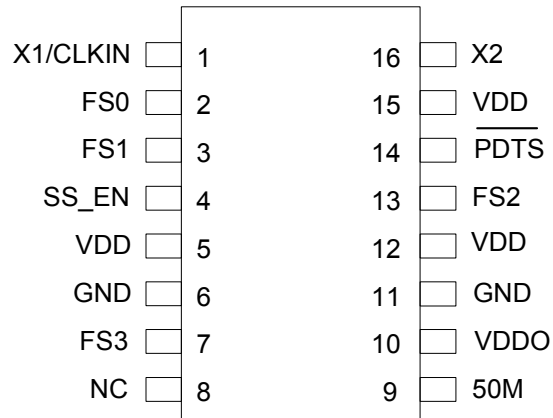 X1/CLKIN 1 16 X2
FS0 2 15 VDD
FS1 3 14 PDTS
SS_EN 4 13 FS2
VDD 5 12 VDD
GND 6 11 GND
FS3 7 10 VDDO
NC 8 9 50M